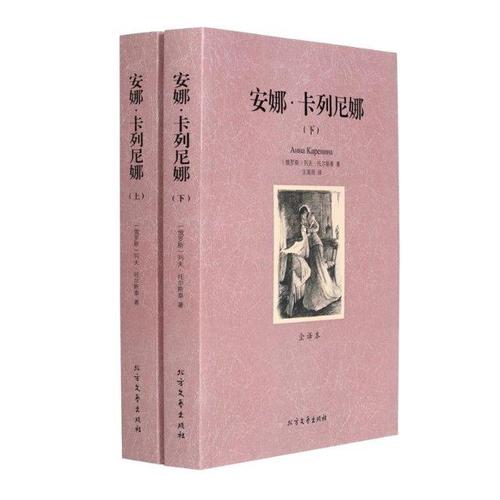 安娜·卡列尼娜
（上）
（俄罗斯）列夫·托尔斯泰 著
北方文艺出版社
安娜·卡列尼娜
（下）
（俄罗斯）列夫·托尔斯泰 著
北方文艺出版社
安娜·卡列尼娜
（下）
Anna Karenina
（俄罗斯）列夫·托尔斯泰 著
全译本
北方文艺出版社